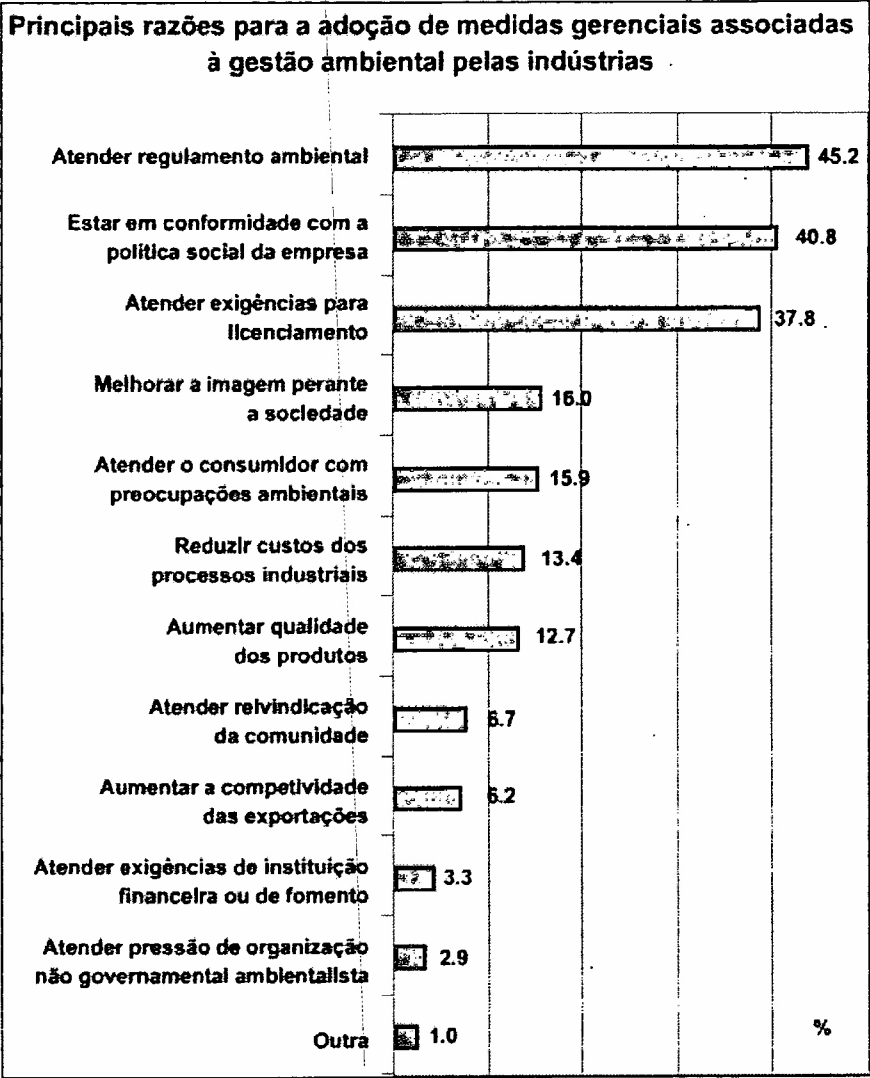 Principais razões para a adoção de medidas gerenciais associadas
à gestão ambiental pelas indústrias
Atender regulamento ambiental 45.2
Estar em conformidade com a
política social da empresa 40.8
Atender exigências para
licenciamento 37.8
Melhorar a imagem perante
a sociedade 16.0
Atender o consumidor com
preocupações ambientais 15.9
Reduzir custos dos
processos industriais 13.4
Aumentar qualidade
dos produtos 12.7
Atender reivindicação
da comunidade 6.7
Aumentar a competividade
das exportações 6.2
Atender exigências de instituição
financeira ou de fomento 3.3
Atender pressão de organização
não governamental ambientalista 2.9
Outra 1.0
%